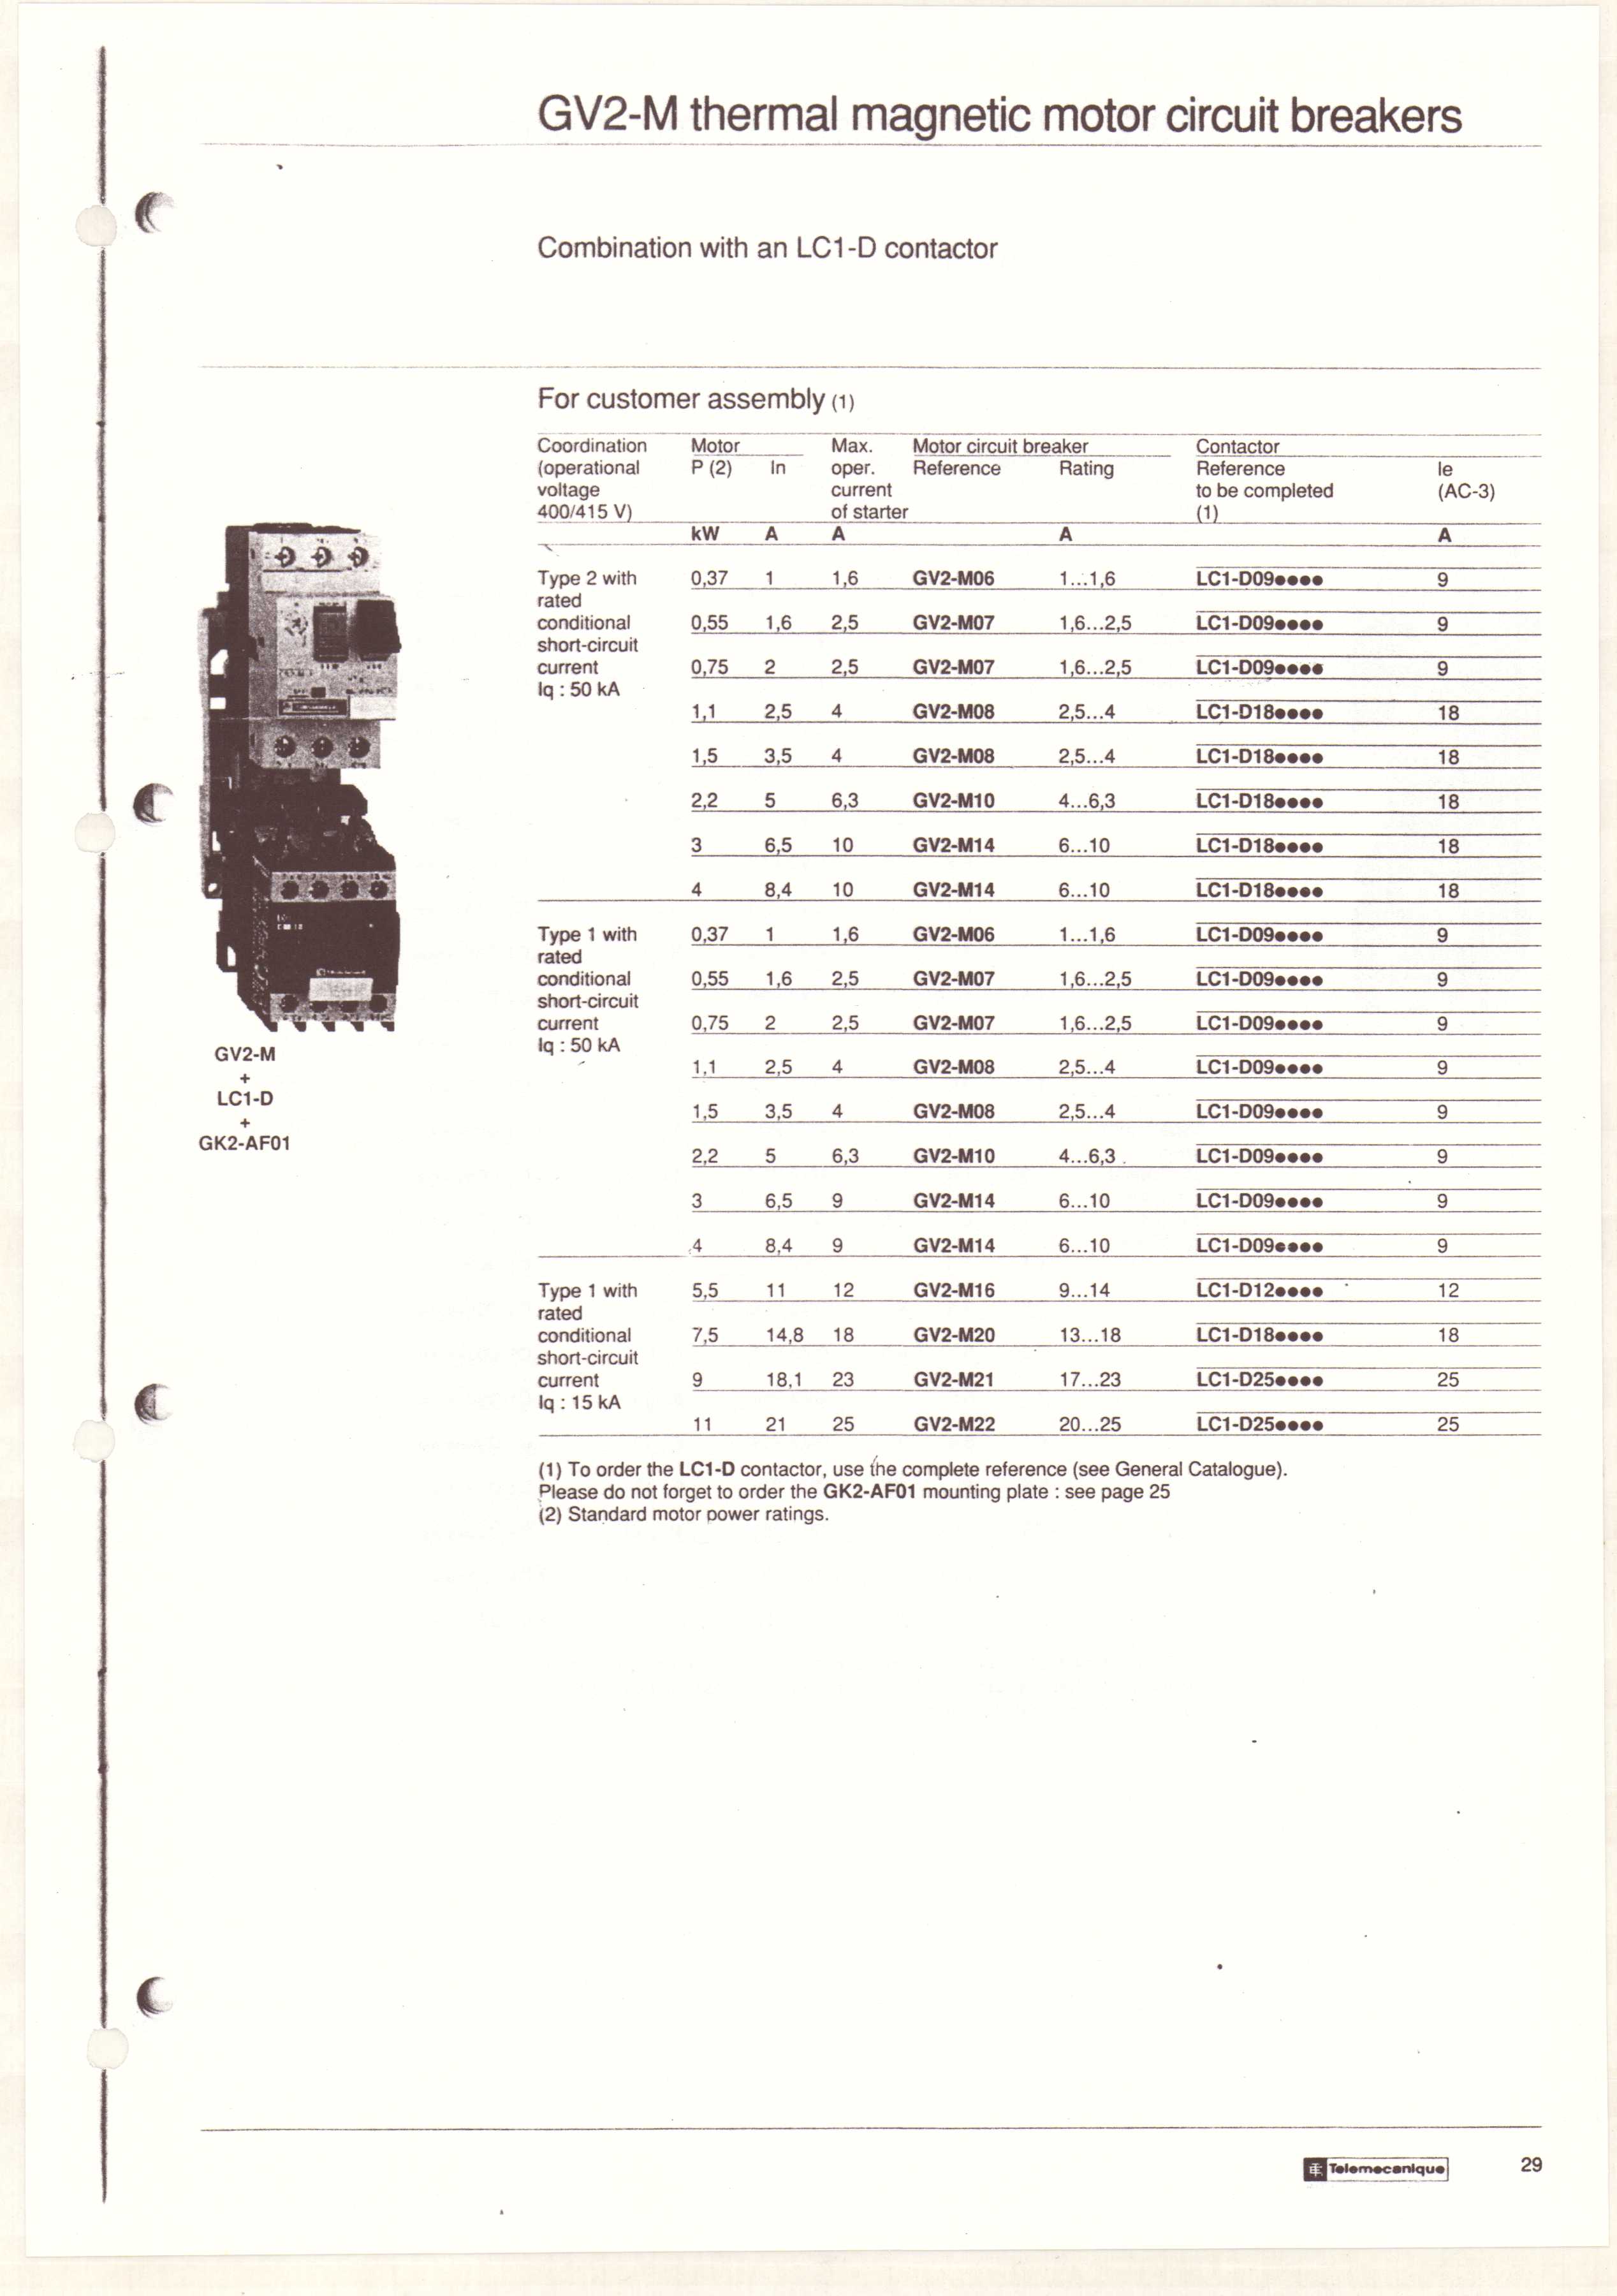 GV2-M thermal magnetic motor circuit breakers
Combination with an LC1-D contactor
For customer assembly (1)
Coordination Motor Max. Motor circuit breaker Contactor
(operational P (2) In oper. Reference Rating Reference Ie
voltage current to be completed (AC-3)
400/415 V) of starter (1)
kW A A A A
Type 2 with 0,37 1 1,6 GV2-M06 1...1,6 LC1-D09●●●● 9
rated
conditional 0,55 1,6 2,5 GV2-M07 1,6...2,5 LC1-D09●●●● 9
short-circuit
current 0,75 2 2,5 GV2-M07 1,6...2,5 LC1-D09●●●● 9
Iq : 50 kA
1,1 2,5 4 GV2-M08 2,5...4 LC1-D18●●●● 18
1,5 3,5 4 GV2-M08 2,5...4 LC1-D18●●●● 18
2,2 5 6,3 GV2-M10 4...6,3 LC1-D18●●●● 18
3 6,5 10 GV2-M14 6...10 LC1-D18●●●● 18
4 8,4 10 GV2-M14 6...10 LC1-D18●●●● 18
Type 1 with 0,37 1 1,6 GV2-M06 1...1,6 LC1-D09●●●● 9
rated
conditional 0,55 1,6 2,5 GV2-M07 1,6...2,5 LC1-D09●●●● 9
short-circuit
current 0,75 2 2,5 GV2-M07 1,6...2,5 LC1-D09●●●● 9
Iq : 50 kA
1,1 2,5 4 GV2-M08 2,5...4 LC1-D09●●●● 9
1,5 3,5 4 GV2-M08 2,5...4 LC1-D09●●●● 9
2,2 5 6,3 GV2-M10 4...6,3 LC1-D09●●●● 9
3 6,5 9 GV2-M14 6...10 LC1-D09●●●● 9
4 8,4 9 GV2-M14 6...10 LC1-D09●●●● 9
Type 1 with 5,5 11 12 GV2-M16 9...14 LC1-D12●●●● 12
rated
conditional 7,5 14,8 18 GV2-M20 13...18 LC1-D18●●●● 18
short-circuit
current 9 18,1 23 GV2-M21 17...23 LC1-D25●●●● 25
Iq : 15 kA
11 21 25 GV2-M22 20...25 LC1-D25●●●● 25
GV2-M
+
LC1-D
+
GK2-AF01
(1) To order the LC1-D contactor, use the complete reference (see General Catalogue).
Please do not forget to order the GK2-AF01 mounting plate : see page 25
(2) Standard motor power ratings.
Telemecanique 29